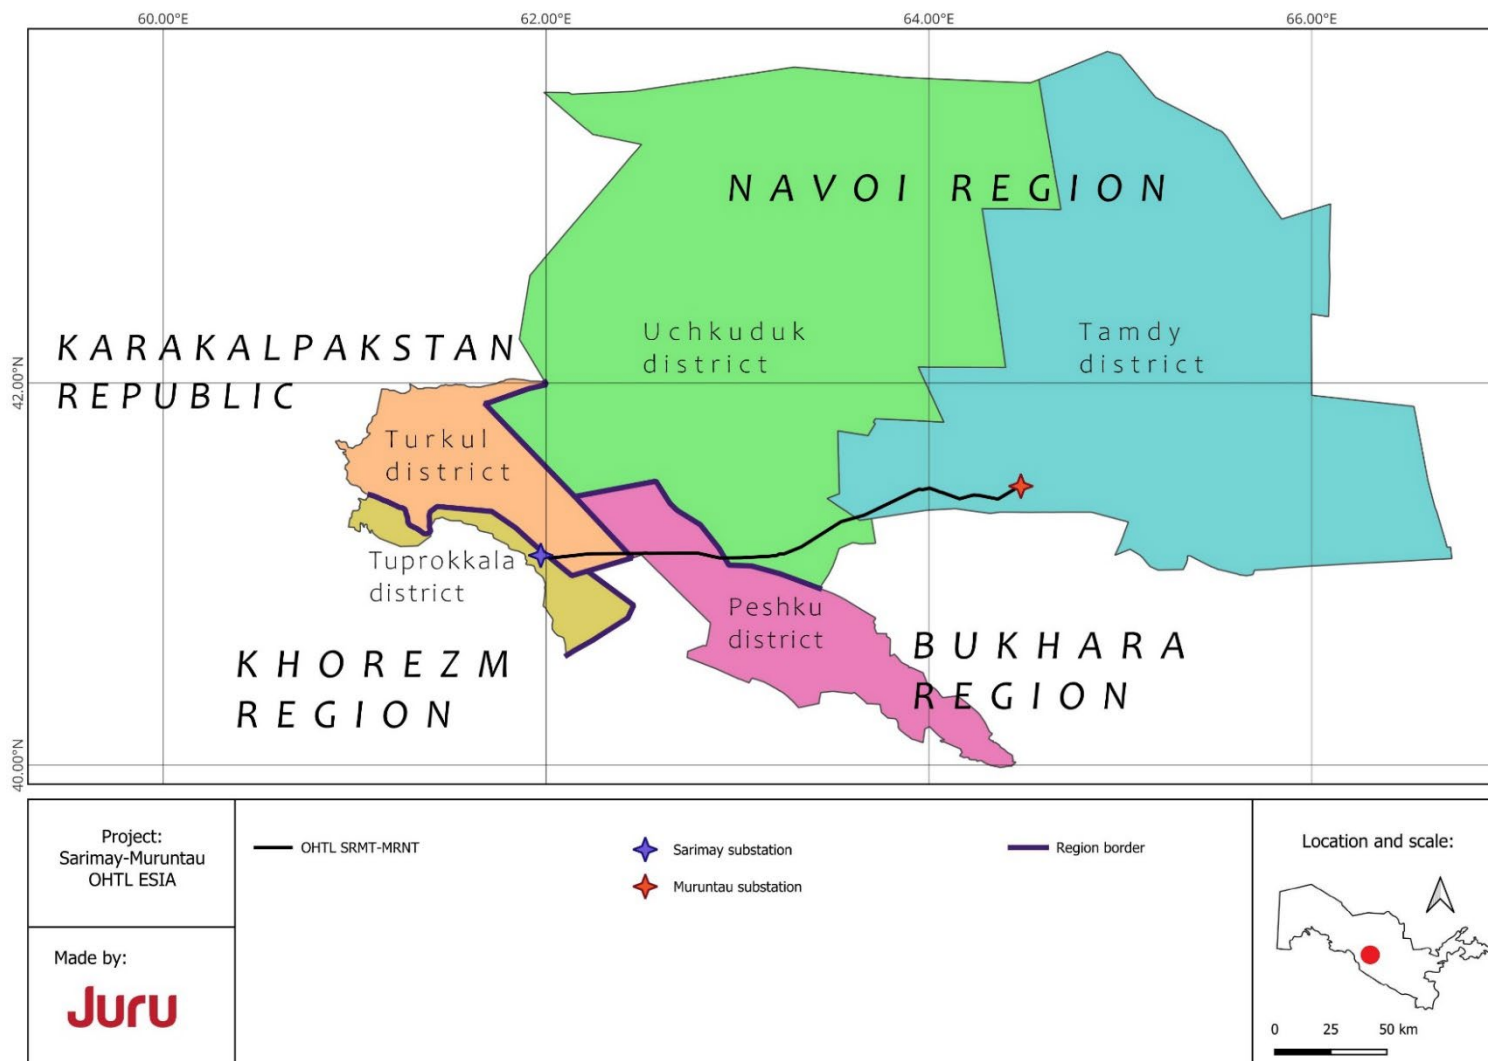 60.00°E
62.00°E
64.00°E
66.00°E
NAVOI REGION
Uchkuduk
district
Tamdy
district
KARAKALPAKSTAN
REPUBLIC
42.00°N
Turkul
district
Tuprokkala
district
Peshku
district
KHOREZM
REGION
BUKHARA
REGION
40.00°N
Project:
Sarimay-Muruntau
OHTL ESIA
Made by:
Juru
OHTL SRMT-MRNT
Sarimay substation
Muruntau substation
Region border
Location and scale:
0 25 50 km